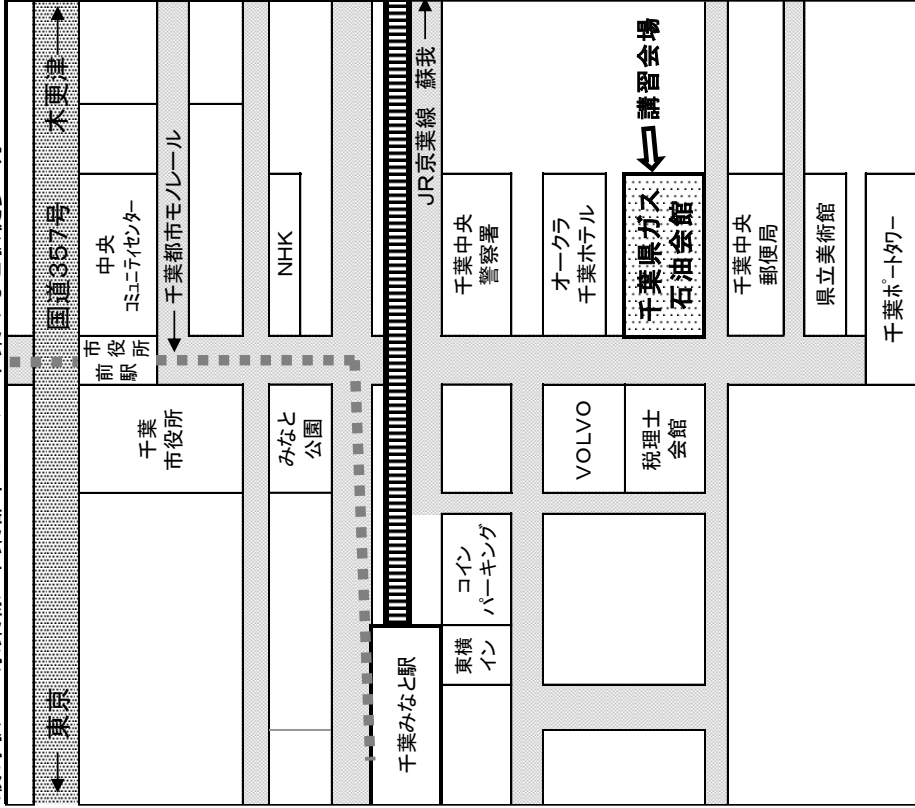 ← 東京
国道357号
木更津 →
千葉
市役所
市役所
前駅
中央
コミュニティセンター
← 千葉都市モノレール
みなと
公園
NHK
千葉みなと駅
JR京葉線 蘇我 →
東横
イン
コイン
パーキング
千葉中央
警察署
VOLVO
オークラ
千葉ホテル
税理士
会館
千葉県ガス
石油会館
講習会場
千葉中央
郵便局
県立美術館
千葉ポートタワー